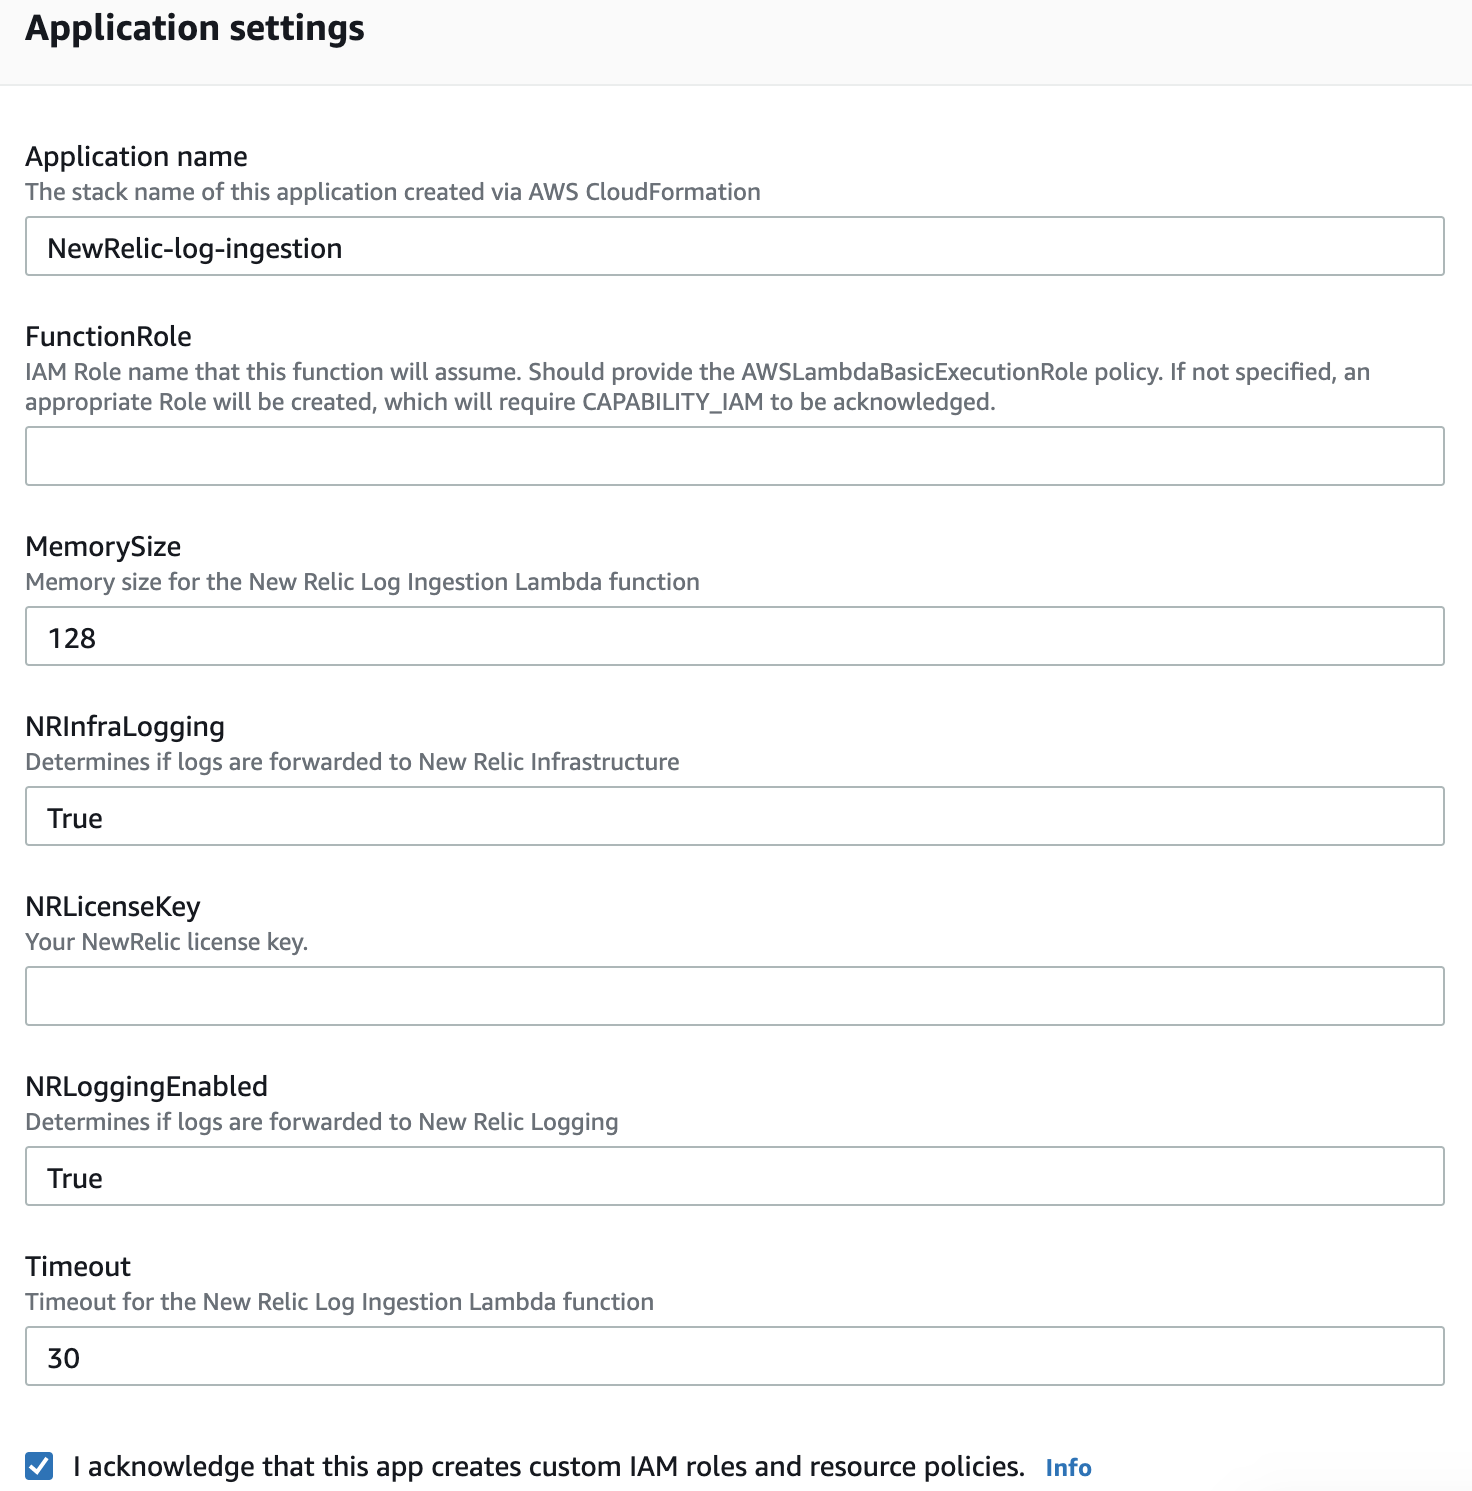 Application settings
Application name
The stack name of this application created via AWS CloudFormation
NewRelic-log-ingestion
FunctionRole
IAM Role name that this function will assume. Should provide the AWSLambdaBasicExecutionRole policy. If not specified, an
appropriate Role will be created, which will require CAPABILITY_IAM to be acknowledged.
MemorySize
Memory size for the New Relic Log Ingestion Lambda function
128
NRInfraLogging
Determines if logs are forwarded to New Relic Infrastructure
True
NRLicenseKey
Your NewRelic license key.
NRLoggingEnabled
Determines if logs are forwarded to New Relic Logging
True
Timeout
Timeout for the New Relic Log Ingestion Lambda function
30
I acknowledge that this app creates custom IAM roles and resource policies. Info